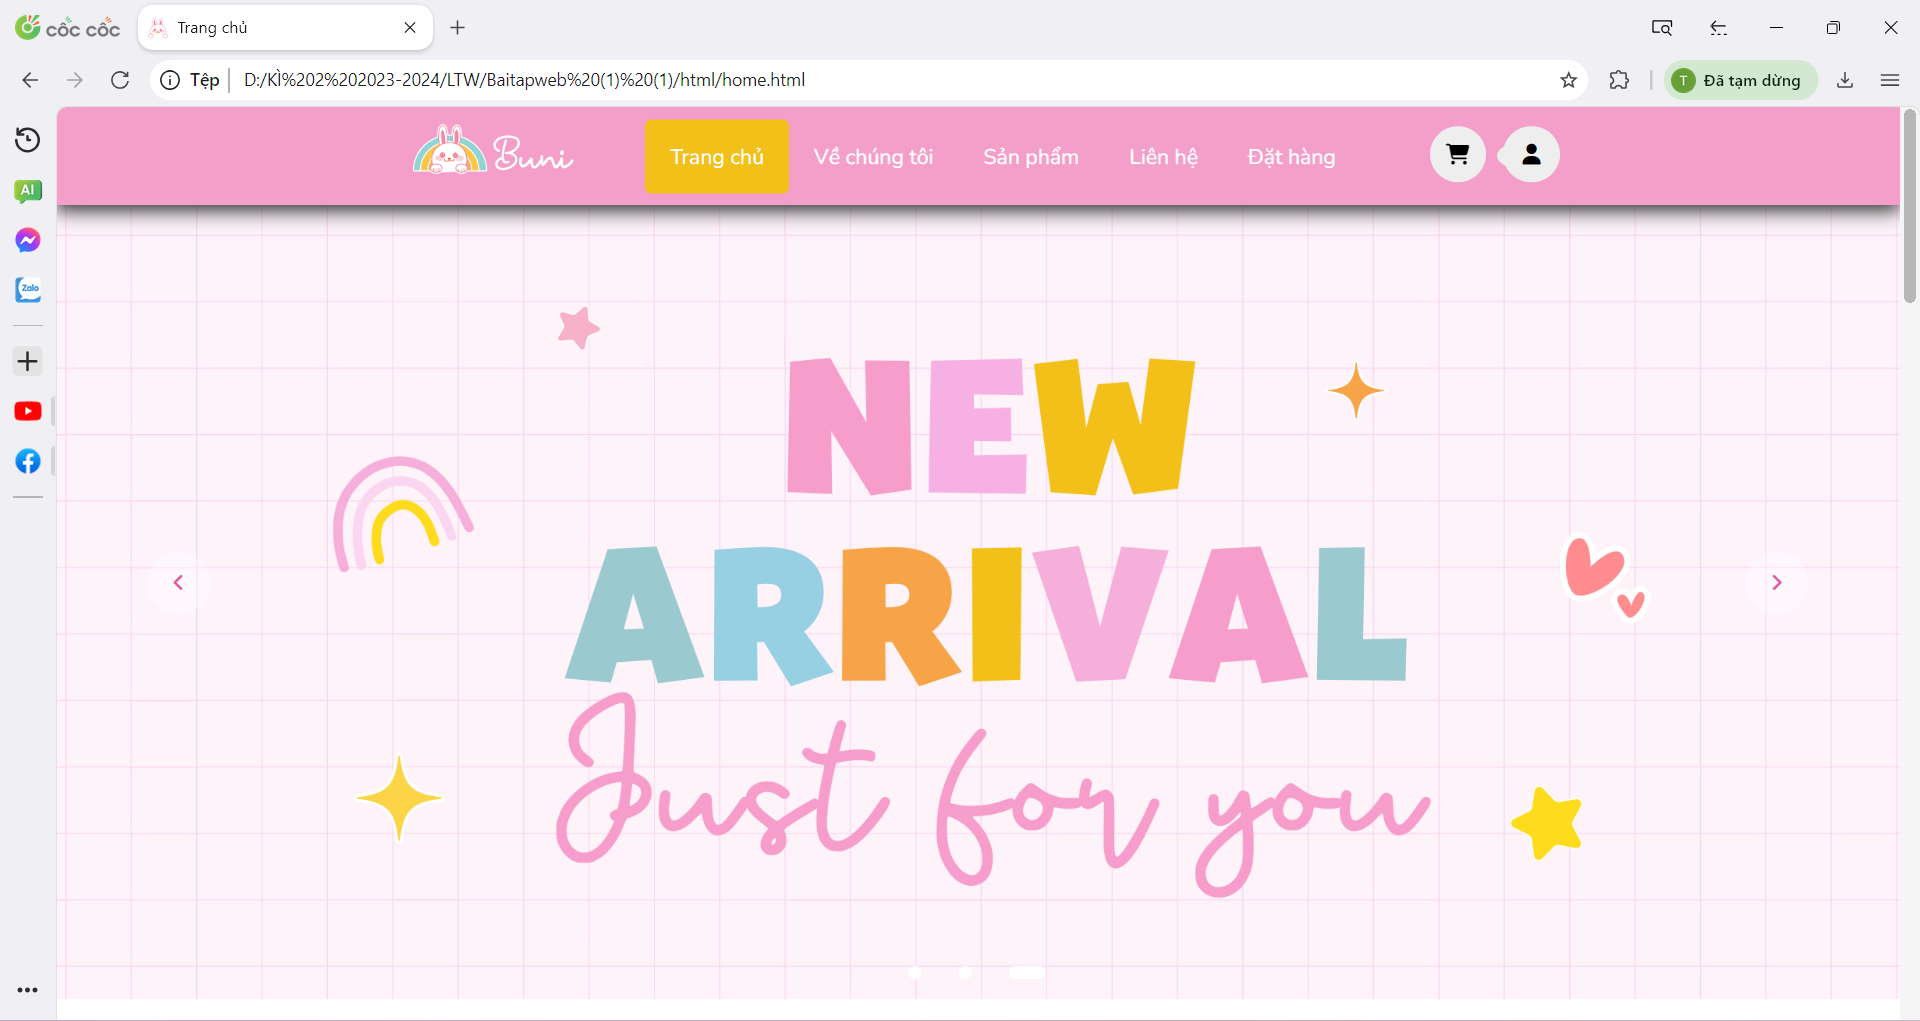 cốc cốc
Trang chủ
Tệp
D:/KÌ%202%202023-2024/LTW/Baitapweb%20(1)%20(1)/html/home.html
T
Đã tạm dừng
AI
Zalo
Buni
Trang chủ
Về chúng tôi
Sản phẩm
Liên hệ
Đặt hàng
NEW
ARRIVAL
Just for you